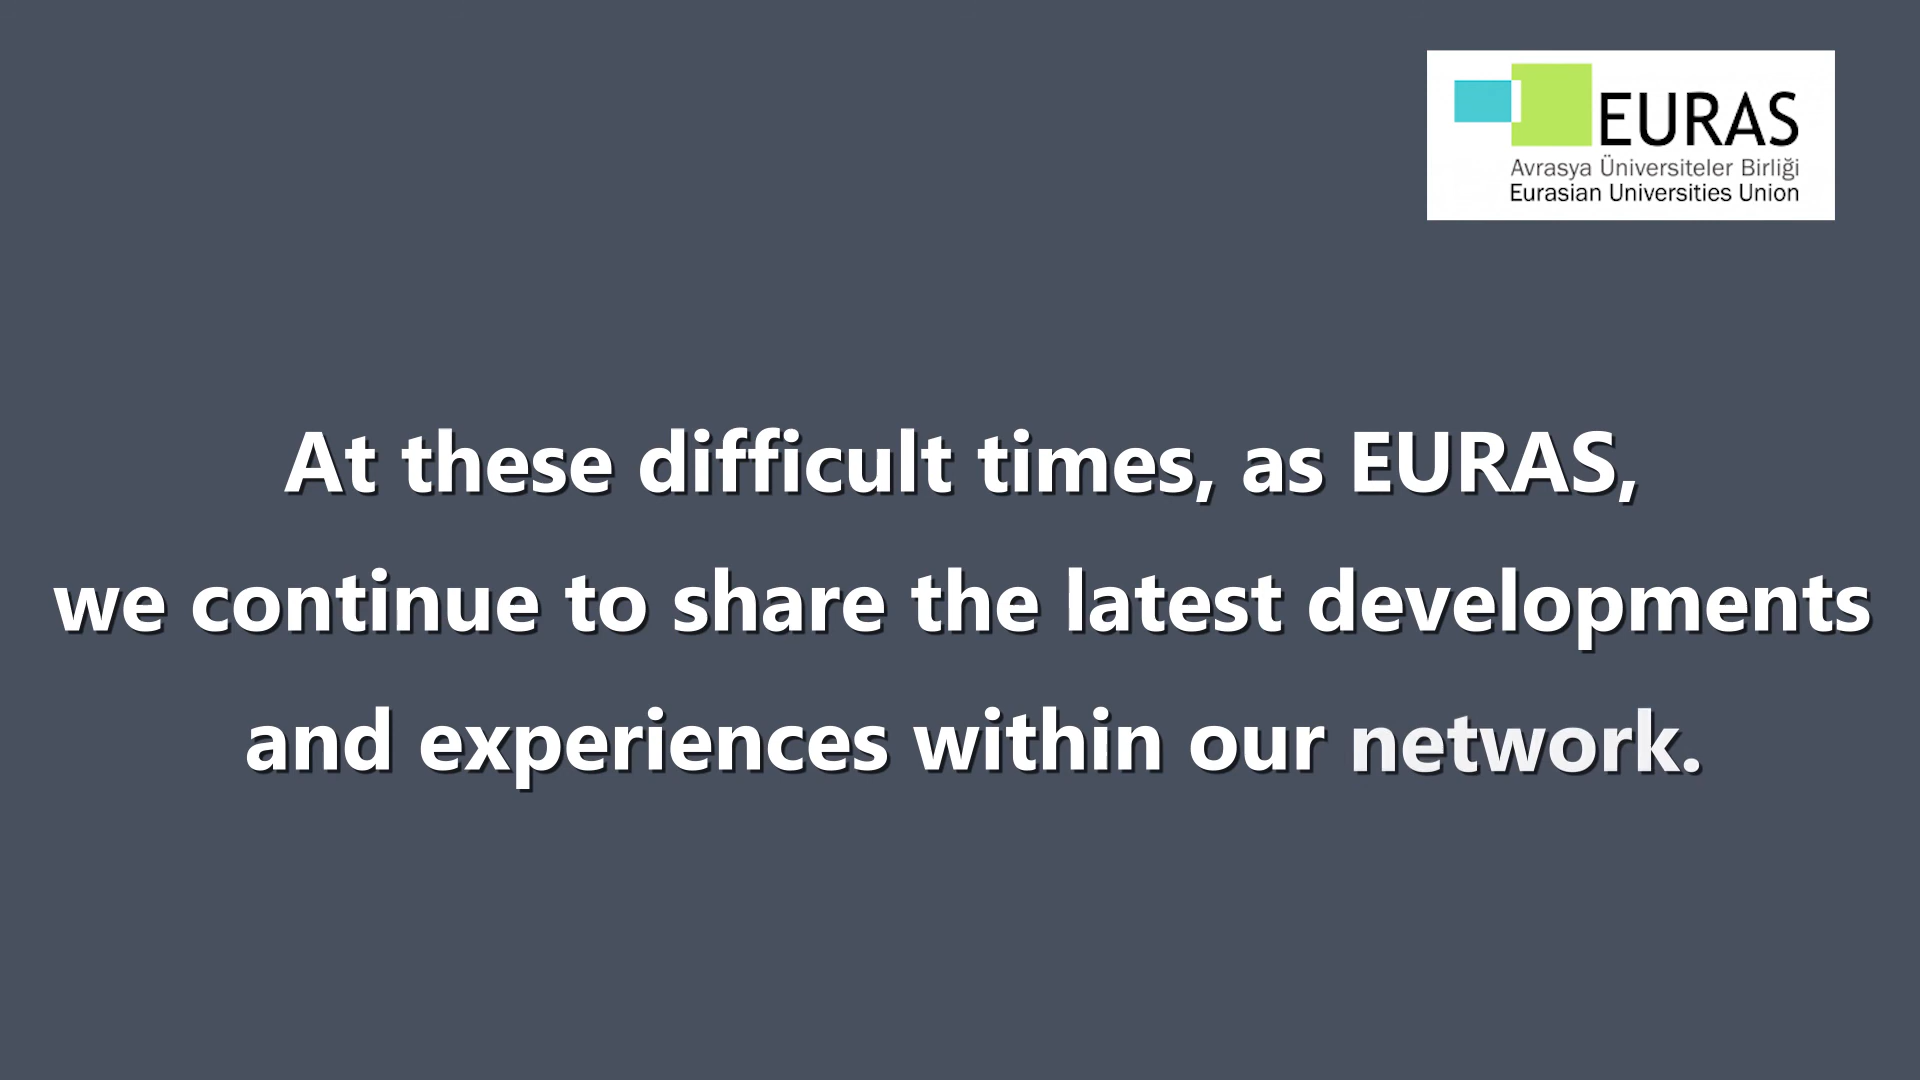 EURAS
Avrasya Üniversiteler Birliği
Eurasian Universities Union
At these difficult times, as EURAS,
we continue to share the latest developments
and experiences within our network.